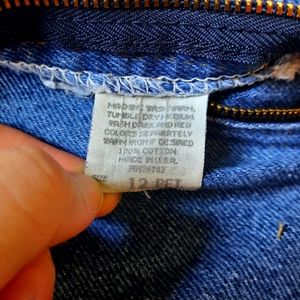 MACHINE WASH WARM,
TUMBLE DRY MEDIUM
WASH DARK AND RED
COLORS SEPARATELY
WARM IRON IF DESIRED
100% COTTON
MADE IN U.S.A.
SIZE
12 PET